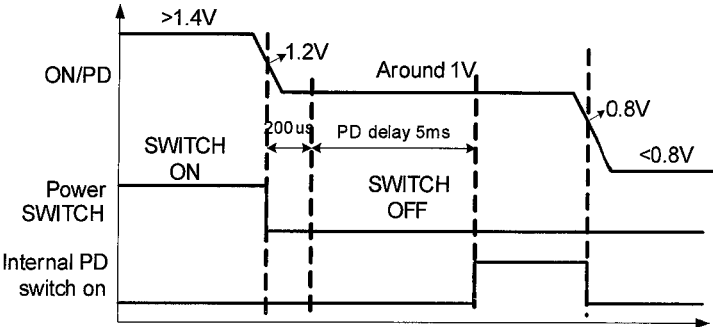 >1.4V
1.2V
ON/PD
Around 1V
0.8V
200us
PD delay 5ms
SWITCH
ON
<0.8V
Power
SWITCH
SWITCH
OFF
Internal PD
switch on